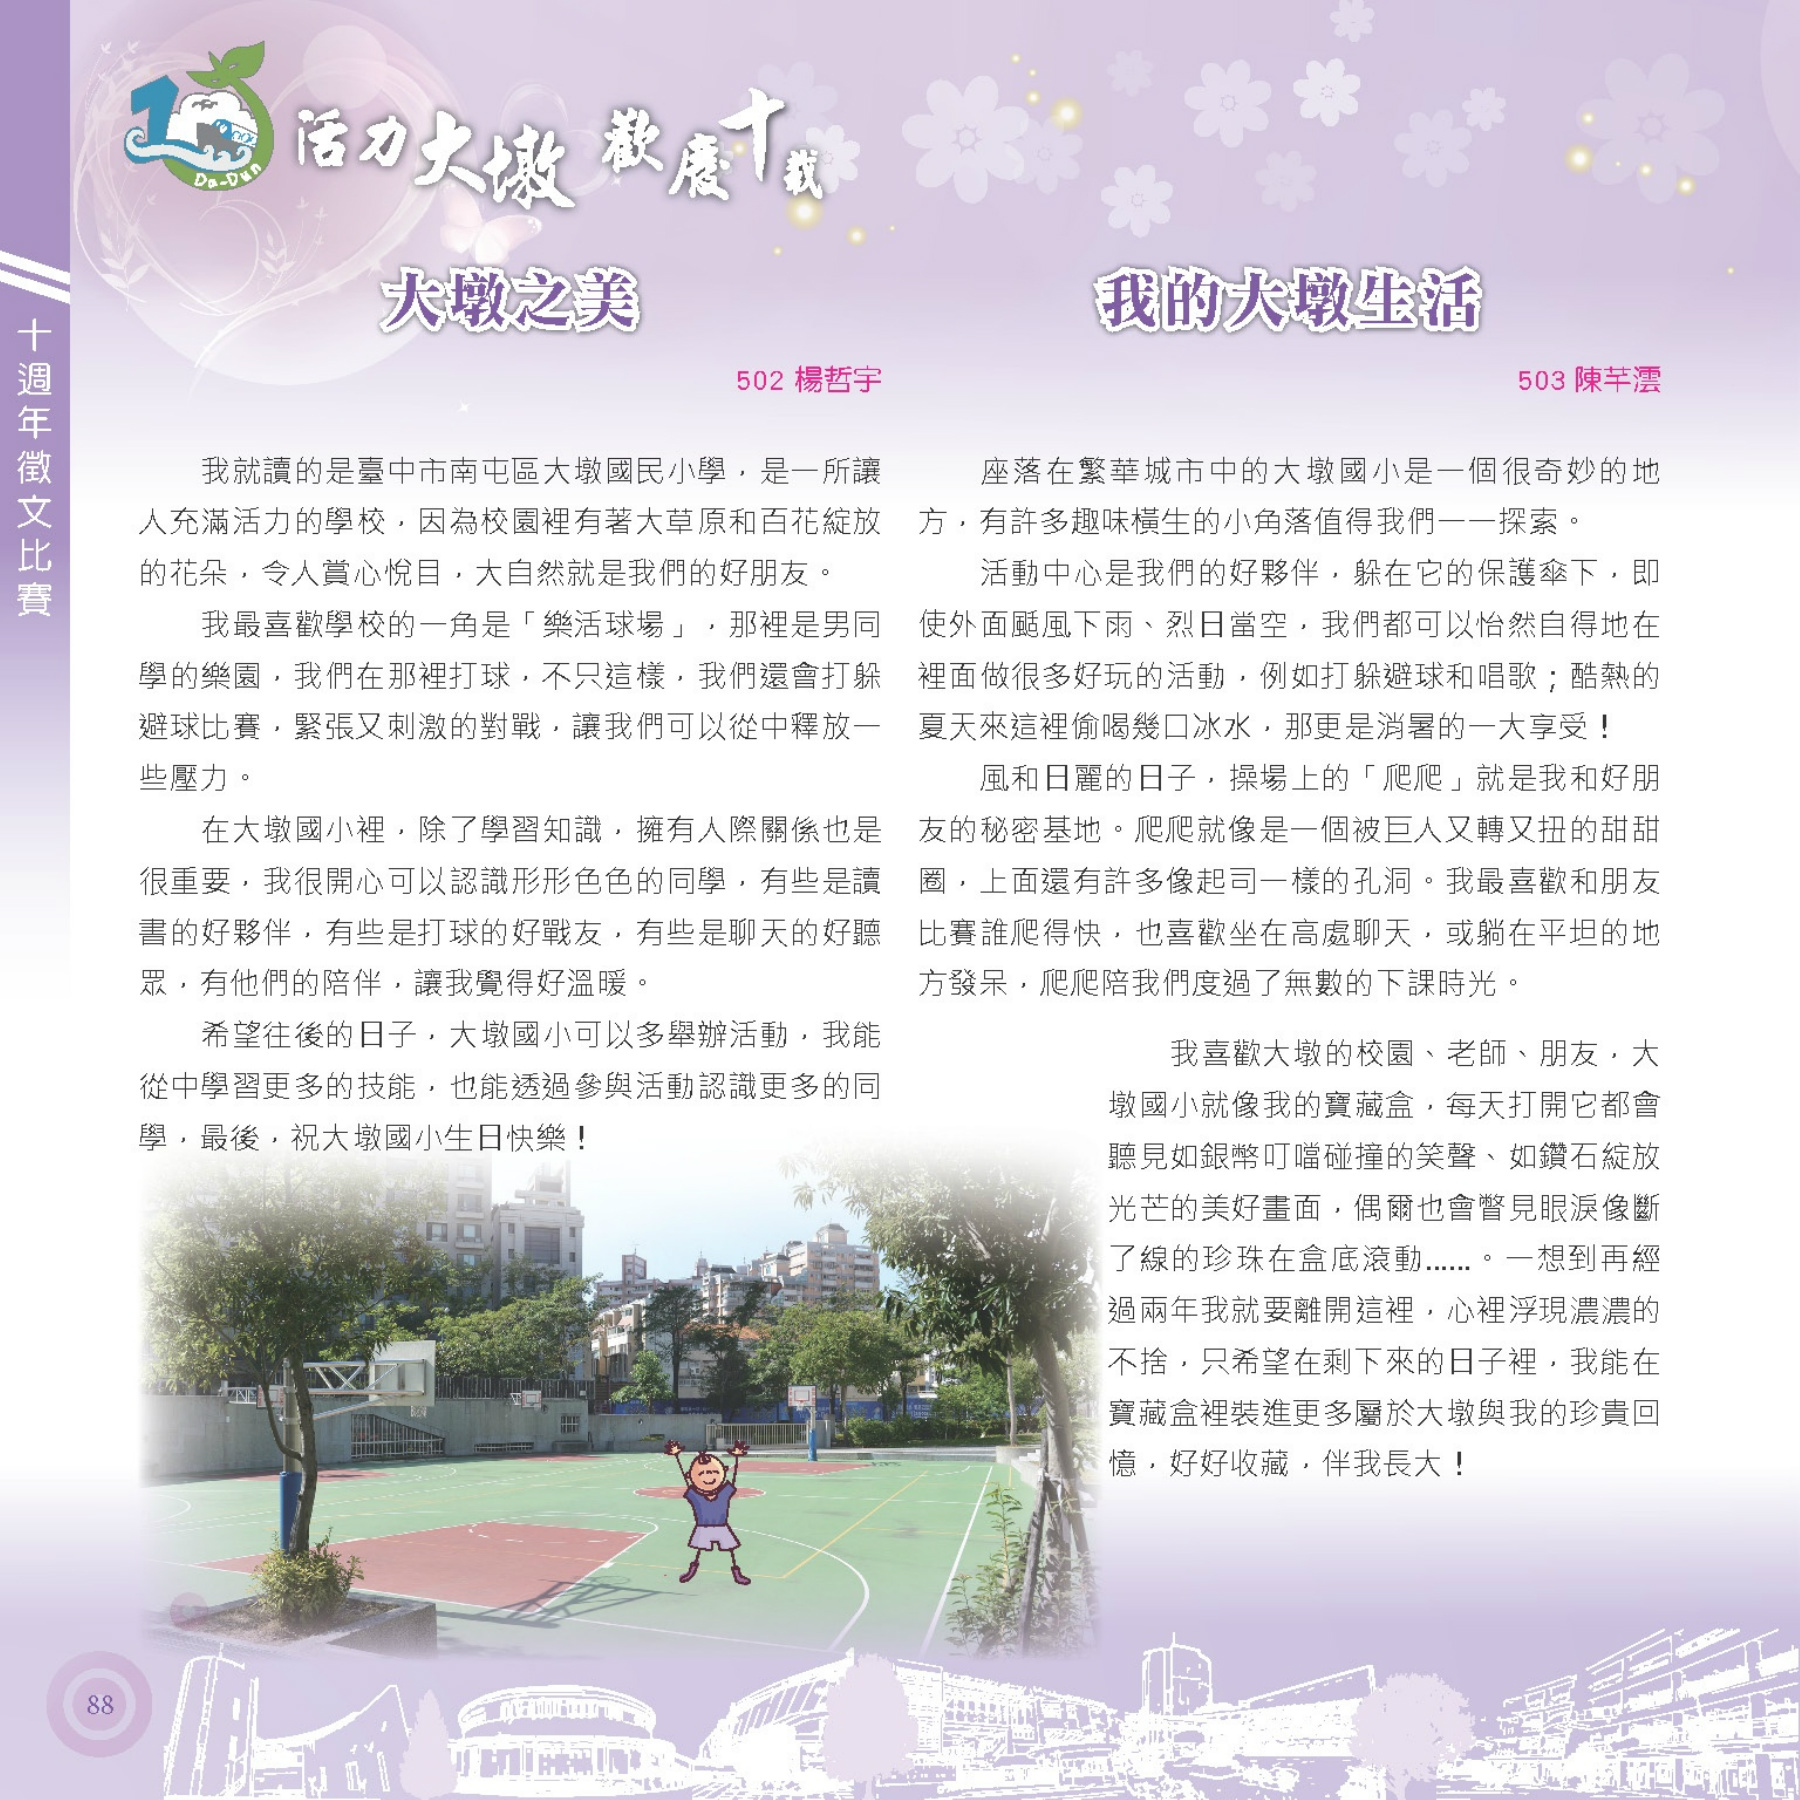 Da-Dun
活力大墩 歡慶十載
十週年徵文比賽
大墩之美
502 楊哲宇
我就讀的是臺中市南屯區大墩國民小學，是一所讓
人充滿活力的學校，因為校園裡有著大草原和百花綻放
的花朵，令人賞心悅目，大自然就是我們的好朋友。
我最喜歡學校的一角是「樂活球場」，那裡是男同
學的樂園，我們在那裡打球，不只這樣，我們還會打躲
避球比賽，緊張又刺激的對戰，讓我們可以從中釋放一
些壓力。
在大墩國小裡，除了學習知識，擁有人際關係也是
很重要，我很開心可以認識形形色色的同學，有些是讀
書的好夥伴，有些是打球的好戰友，有些是聊天的好聽
眾，有他們的陪伴，讓我覺得好溫暖。
希望往後的日子，大墩國小可以多舉辦活動，我能
從中學習更多的技能，也能透過參與活動認識更多的同
學，最後，祝大墩國小生日快樂！
我的大墩生活
503 陳芊澐
座落在繁華城市中的大墩國小是一個很奇妙的地
方，有許多趣味橫生的小角落值得我們一一探索。
活動中心是我們的好夥伴，躲在它的保護傘下，即
使外面颳風下雨、烈日當空，我們都可以怡然自得地在
裡面做很多好玩的活動，例如打躲避球和唱歌；酷熱的
夏天來這裡偷喝幾口冰水，那更是消暑的一大享受！
風和日麗的日子，操場上的「爬爬」就是我和好朋
友的秘密基地。爬爬就像是一個被巨人又轉又扭的甜甜
圈，上面還有許多像起司一樣的孔洞。我最喜歡和朋友
比賽誰爬得快，也喜歡坐在高處聊天，或躺在平坦的地
方發呆，爬爬陪我們度過了無數的下課時光。
我喜歡大墩的校園、老師、朋友，大
墩國小就像我的寶藏盒，每天打開它都會
聽見如銀幣叮噹碰撞的笑聲、如鑽石綻放
光芒的美好畫面，偶爾也會瞥見眼淚像斷
了線的珍珠在盒底滾動......。一想到再經
過兩年我就要離開這裡，心裡浮現濃濃的
不捨，只希望在剩下來的日子裡，我能在
寶藏盒裡裝進更多屬於大墩與我的珍貴回
憶，好好收藏，伴我長大！
88